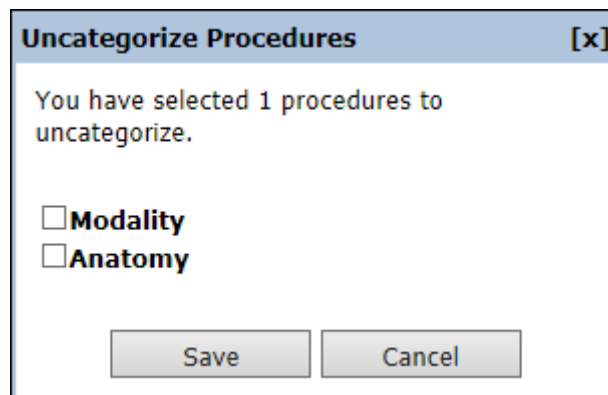 Uncategorize Procedures [x]
You have selected 1 procedures to
uncategorize.
Modality
Anatomy
Save Cancel